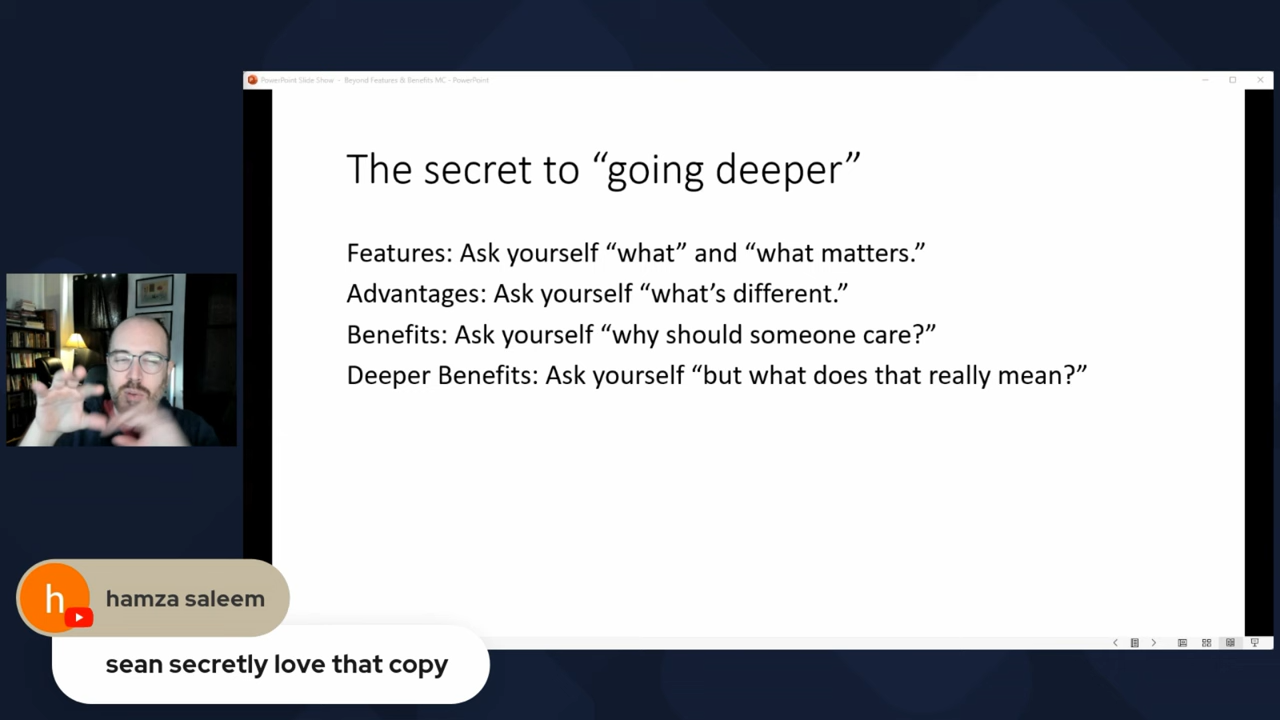 PowerPoint Slide Show - Beyond Features & Benefits MC - PowerPoint
The secret to “going deeper”
Features: Ask yourself “what” and “what matters.”
Advantages: Ask yourself “what’s different.”
Benefits: Ask yourself “why should someone care?”
Deeper Benefits: Ask yourself “but what does that really mean?”
h
hamza saleem
sean secretly love that copy